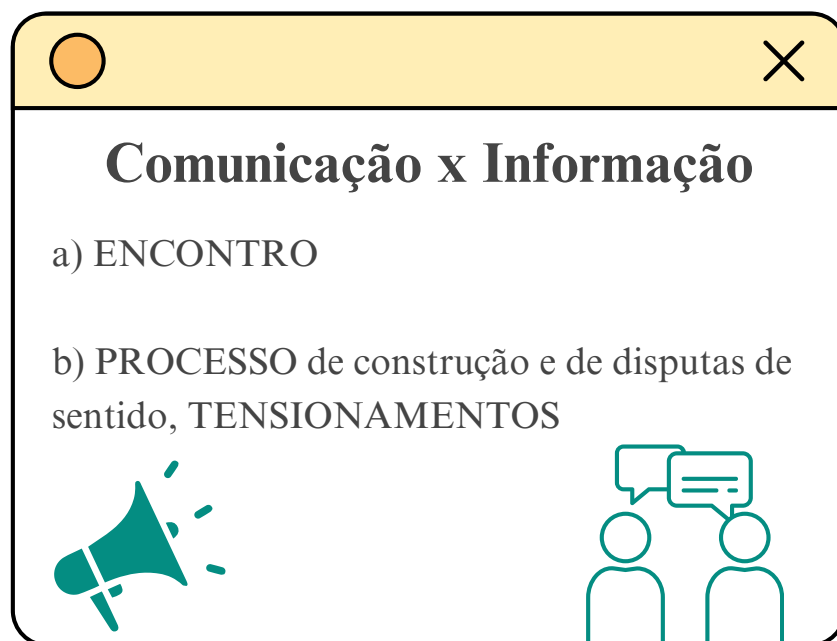 Comunicação x Informação
a) ENCONTRO
b) PROCESSO de construção e de disputas de
sentido, TENSIONAMENTOS